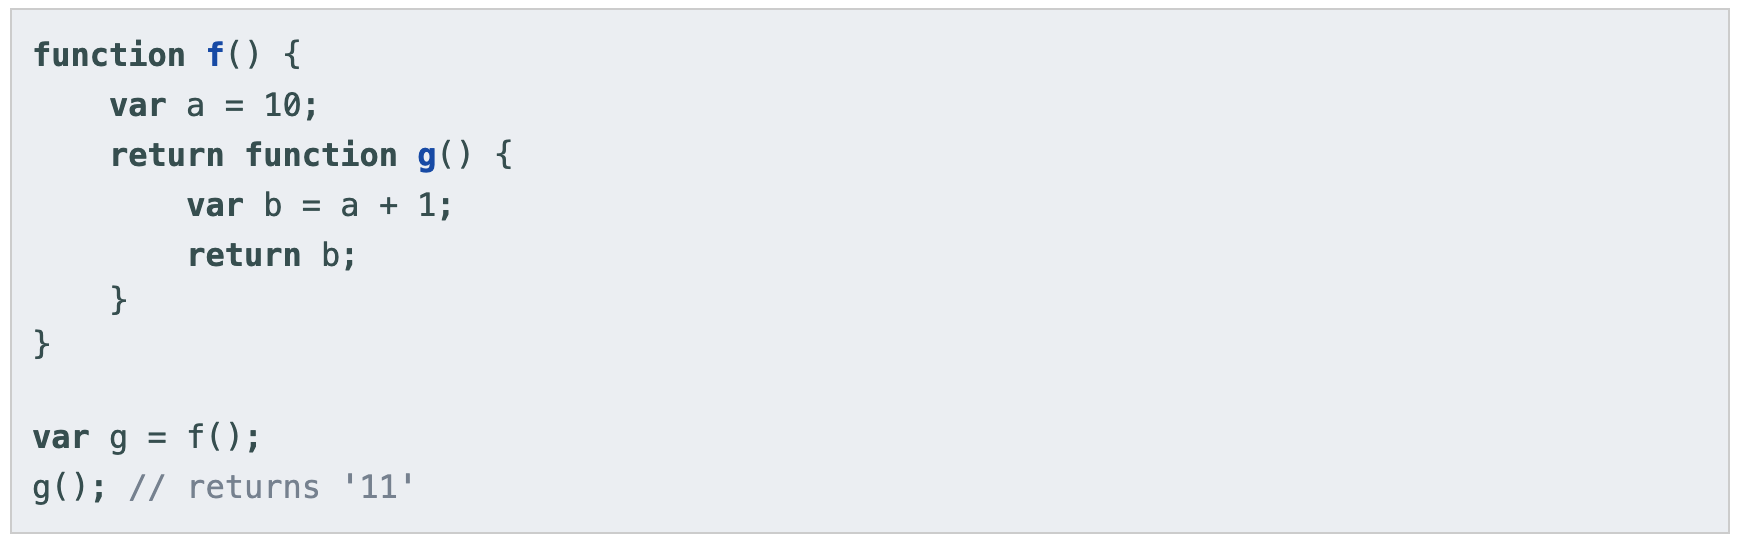 function f() {
    var a = 10;
    return function g() {
        var b = a + 1;
        return b;
    }
}

var g = f();
g(); // returns '11'